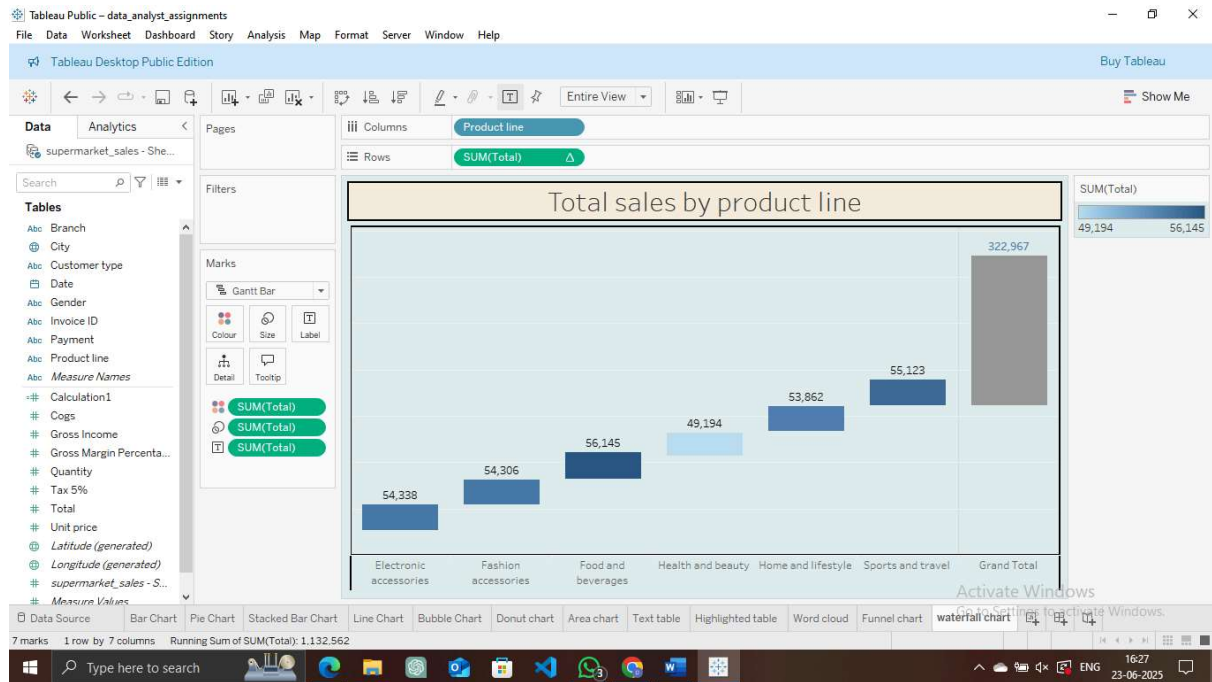 Tableau Public – data_analyst_assignments
File Data Worksheet Dashboard Story Analysis Map Format Server Window Help
Tableau Desktop Public Edition
Buy Tableau
Entire View
Show Me
Data Analytics
Pages
Columns Product line
supermarket_sales - She...
Rows SUM(Total) Δ
Search
Filters
Tables
Abc Branch
City
Abc Customer type
Date
Abc Gender
Abc Invoice ID
Abc Payment
Abc Product line
Abc Measure Names
=# Calculation1
# Cogs
# Gross Income
# Gross Margin Percenta...
# Quantity
# Tax 5%
# Total
# Unit price
Latitude (generated)
Longitude (generated)
# supermarket_sales - S...
# Measure Values
Marks
Gantt Bar
Colour Size Label
Detail Tooltip
SUM(Total)
SUM(Total)
SUM(Total)
Total sales by product line
322,967
55,123
53,862
49,194
56,145
54,306
54,338
Electronic accessories
Fashion accessories
Food and beverages
Health and beauty
Home and lifestyle
Sports and travel
Grand Total
SUM(Total)
49,194 56,145
Activate Windows
Go to Settings to activate Windows.
Data Source Bar Chart Pie Chart Stacked Bar Chart Line Chart Bubble Chart Donut chart Area chart Text table Highlighted table Word cloud Funnel chart waterfall chart
7 marks 1 row by 7 columns Running Sum of SUM(Total): 1,132,562
Type here to search
3
ENG
16:27
23-06-2025